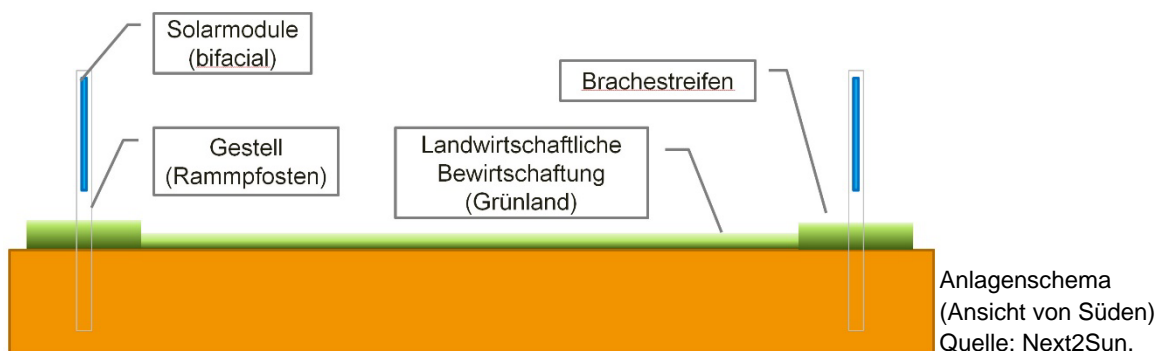 Solarmodule
(bifacial)
Brachestreifen
Gestell
(Rammpfosten)
Landwirtschaftliche
Bewirtschaftung
(Grünland)
Anlagenschema
(Ansicht von Süden)
Quelle: Next2Sun.